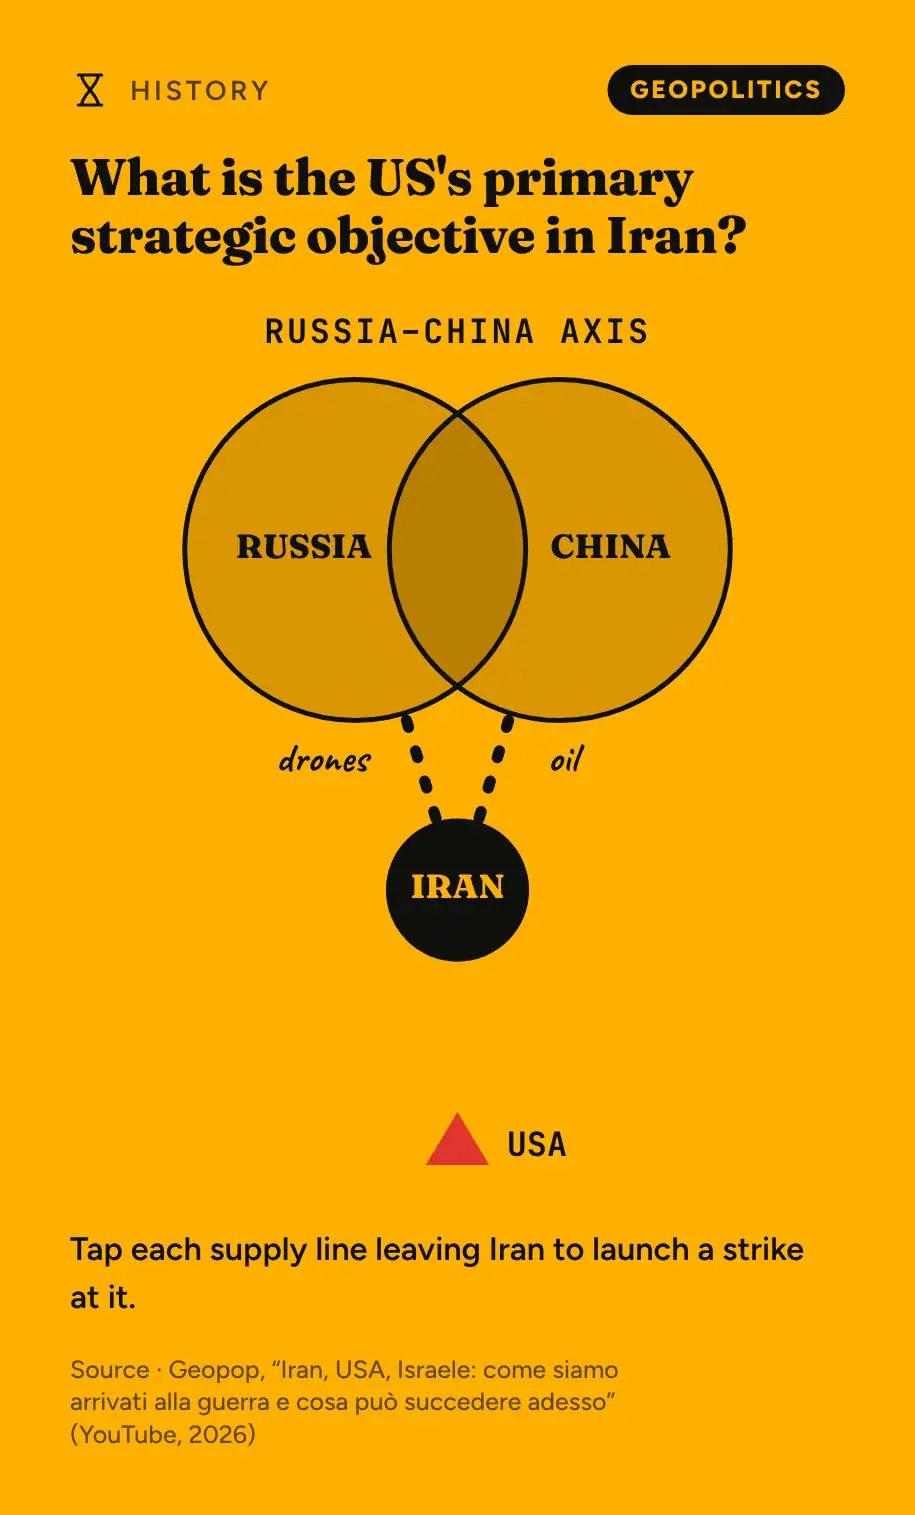 HISTORY
GEOPOLITICS
What is the US's primary
strategic objective in Iran?
RUSSIA–CHINA AXIS
RUSSIA
CHINA
drones
oil
IRAN
USA
Tap each supply line leaving Iran to launch a strike
at it.
Source · Geopop, “Iran, USA, Israele: come siamo
arrivati alla guerra e cosa può succedere adesso”
(YouTube, 2026)